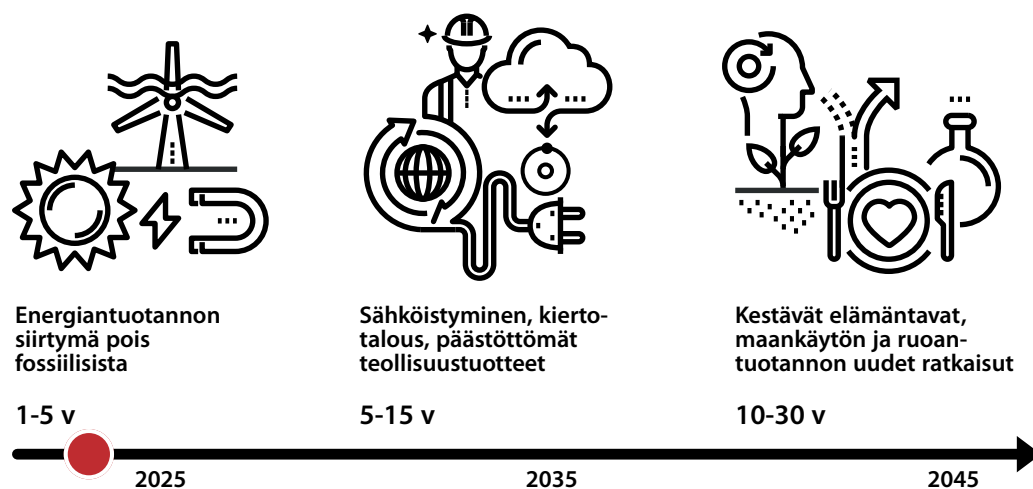 Energiantuotannon
siirtymä pois
fossiilisista
1-5 v
Sähköistyminen, kierto-
talous, päästöttömät
teollisuustuotteet
5-15 v
Kestävät elämäntavat,
maankäytön ja ruoan-
tuotannon uudet ratkaisut
10-30 v
2025
2035
2045